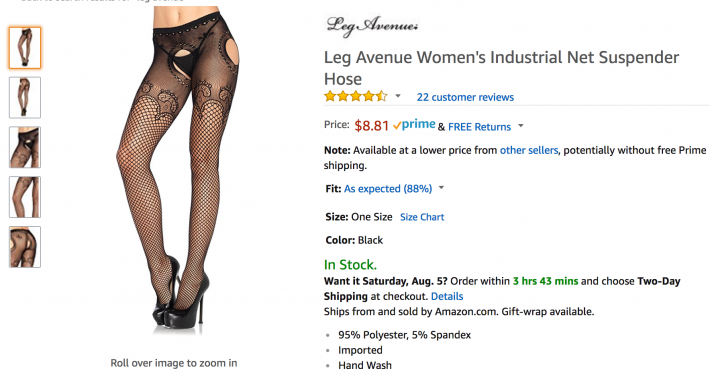 Leg Avenue
Leg Avenue Women's Industrial Net Suspender
Hose
22 customer reviews
Price: $8.81 prime & FREE Returns
Note: Available at a lower price from other sellers, potentially without free Prime
shipping.
Fit: As expected (88%)
Size: One Size Size Chart
Color: Black
In Stock.
Want it Saturday, Aug. 5? Order within 3 hrs 43 mins and choose Two-Day
Shipping at checkout. Details
Ships from and sold by Amazon.com. Gift-wrap available.
• 95% Polyester, 5% Spandex
• Imported
• Hand Wash
Roll over image to zoom in